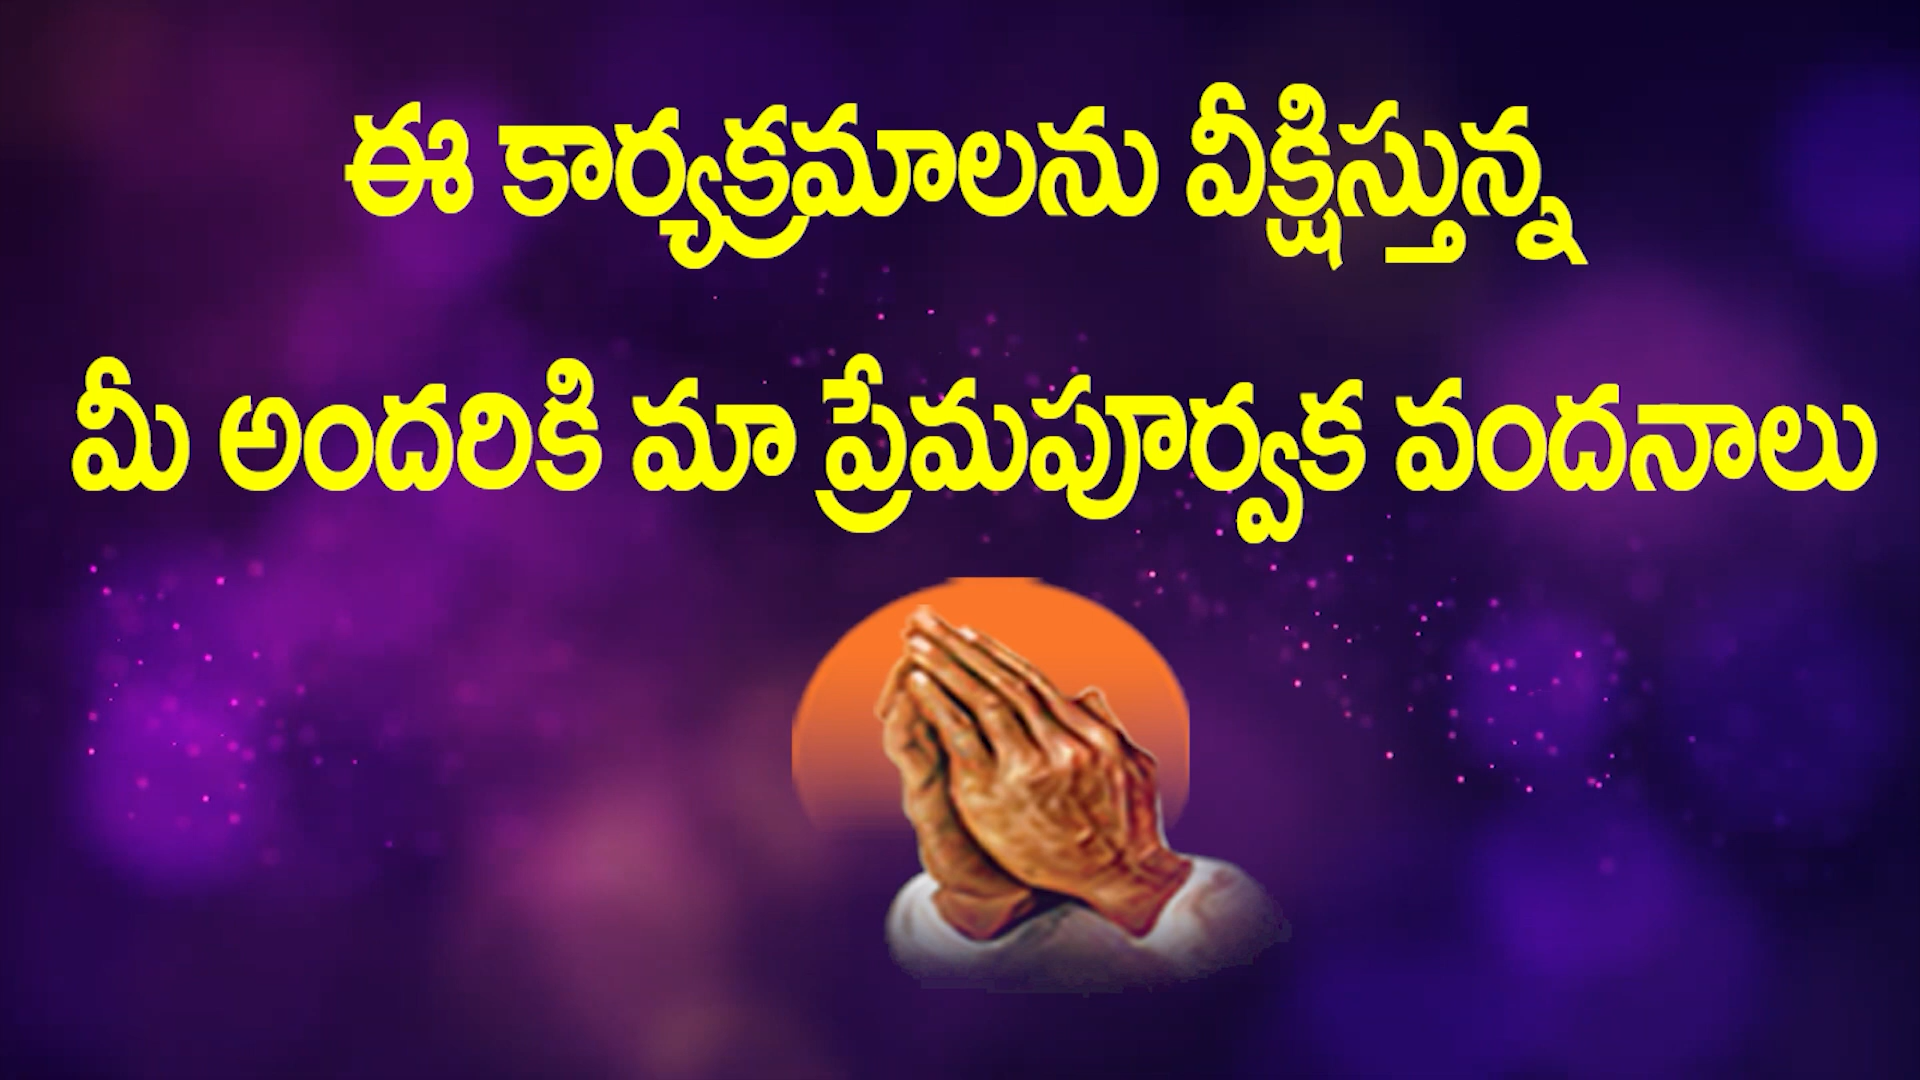 ఈ కార్యక్రమాలను వీక్షిస్తున్న
మీ అందరికి మా ప్రేమపూర్వక వందనాలు